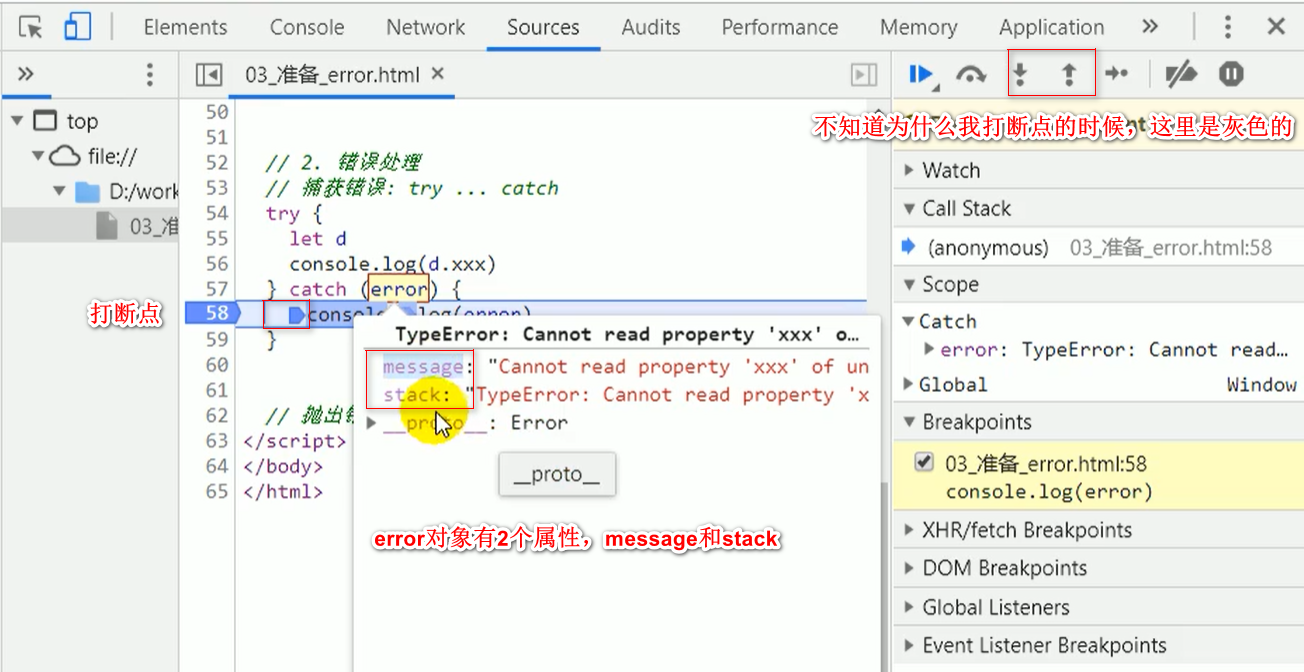 Elements Console Network Sources Audits Performance Memory Application
03_准备_error.html
不知道为什么我打断点的时候，这里是灰色的
top
file://
D:/work
03_准
50
51
52 // 2. 错误处理
53 // 捕获错误: try ... catch
54 try {
55 let d
56 console.log(d.xxx)
57 } catch (error) {
58 console.log(error)
59 }
60
61
62 // 抛出
63 </script>
64 </body>
65 </html>
打断点
TypeError: Cannot read property 'xxx' o…
message: "Cannot read property 'xxx' of un
stack: "TypeError: Cannot read property 'x
__proto__: Error
__proto__
error对象有2个属性，message和stack
Watch
Call Stack
(anonymous) 03_准备_error.html:58
Scope
Catch
error: TypeError: Cannot read…
Global Window
Breakpoints
03_准备_error.html:58
console.log(error)
XHR/fetch Breakpoints
DOM Breakpoints
Global Listeners
Event Listener Breakpoints